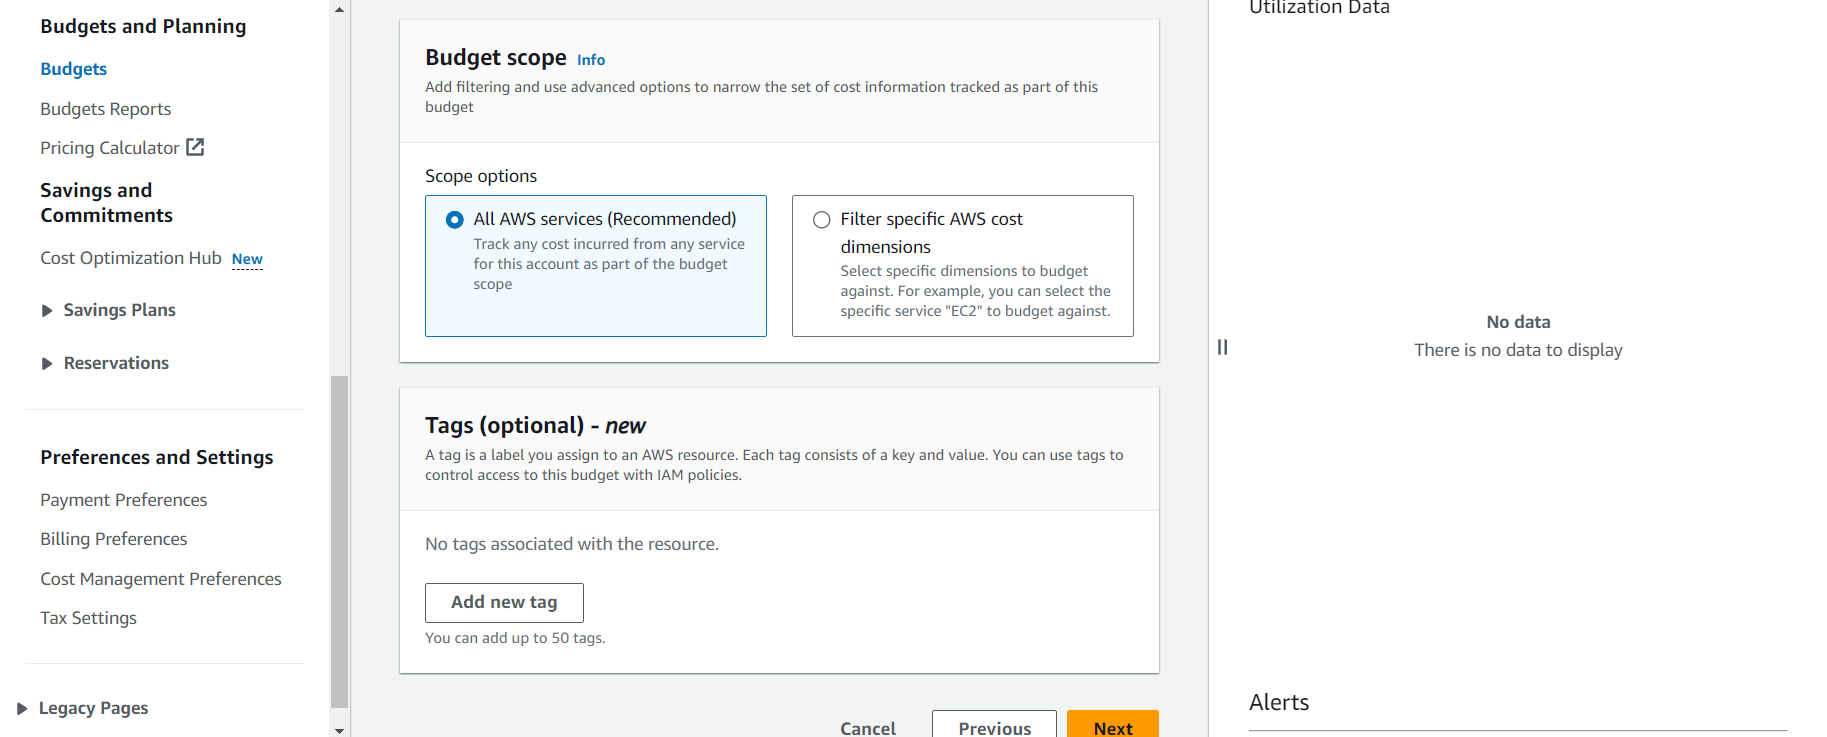 Budgets and Planning
Budgets
Budgets Reports
Pricing Calculator
Savings and
Commitments
Cost Optimization Hub New
Savings Plans
Reservations
Preferences and Settings
Payment Preferences
Billing Preferences
Cost Management Preferences
Tax Settings
Legacy Pages
Budget scope Info
Add filtering and use advanced options to narrow the set of cost information tracked as part of this
budget
Scope options
All AWS services (Recommended)
Track any cost incurred from any service
for this account as part of the budget
scope
Filter specific AWS cost
dimensions
Select specific dimensions to budget
against. For example, you can select the
specific service "EC2" to budget against.
Tags (optional) - new
A tag is a label you assign to an AWS resource. Each tag consists of a key and value. You can use tags to
control access to this budget with IAM policies.
No tags associated with the resource.
Add new tag
You can add up to 50 tags.
Cancel
Previous
Next
Utilization Data
No data
There is no data to display
Alerts